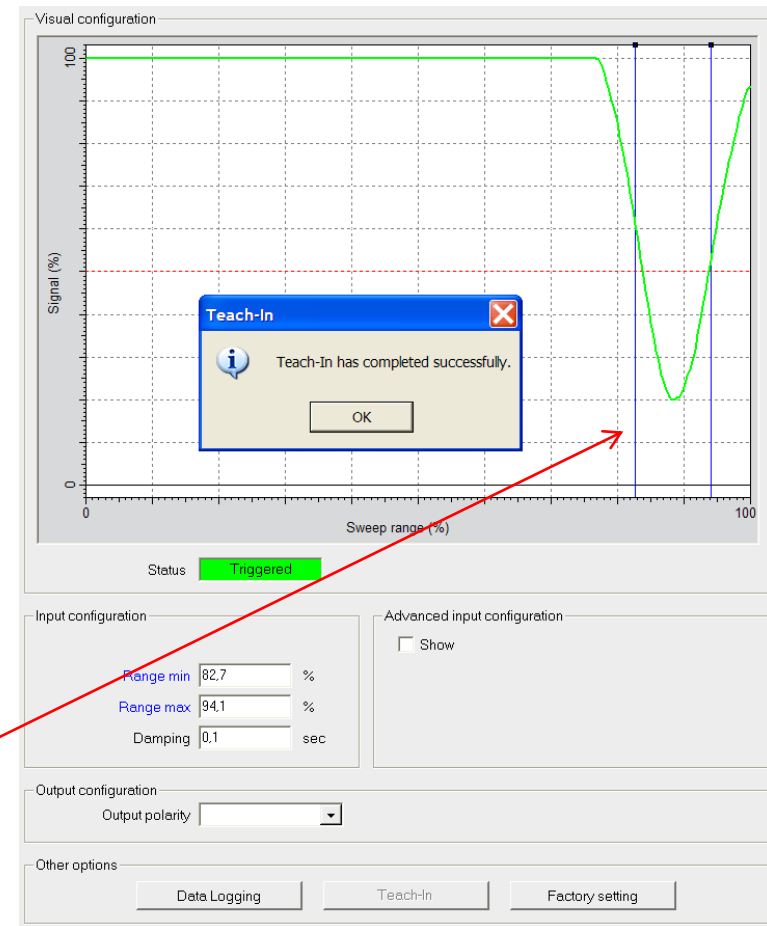 Visual configuration
100
Signal (%)
0
0
100
Sweep range (%)
Teach-In
Teach-In has completed successfully.
OK
Status Triggered
Input configuration
Range min 82,7 %
Range max 94,1 %
Damping 0,1 sec
Advanced input configuration
Show
Output configuration
Output polarity
Other options
Data Logging Teach-In Factory setting